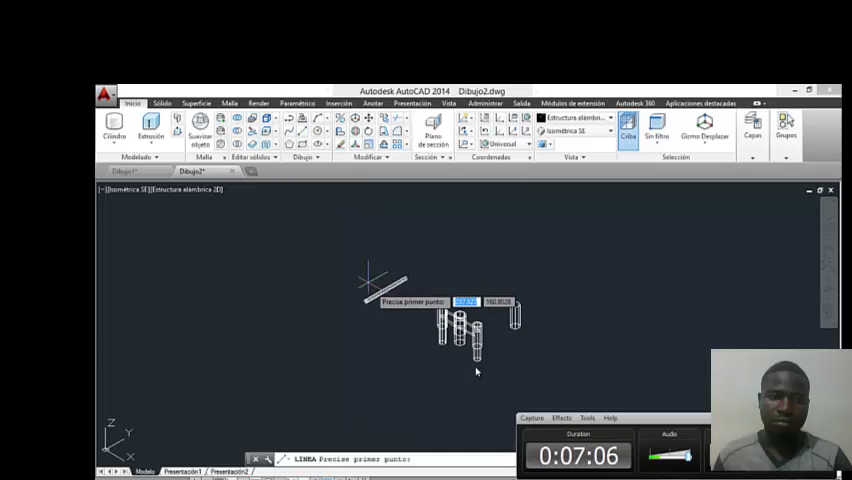 Autodesk AutoCAD 2014 Dibujo2.dwg
Inicio Sólido Superficie Malla Render Paramétrico Inserción Anotar Presentación Vista Administrar Salida Módulos de extensión Autodesk 360 Aplicaciones destacadas
Estructura alámbri...
Isométrica SE
Universal
Cilindro Extrusión Suavizar objeto Plano de sección Criba Sin filtro Gizmo Desplazar Capas Grupos
Modelado Malla Editar sólidos Dibujo Modificar Sección Coordenadas Vista Selección
Dibujo1* Dibujo2*
[−][Isométrica SE][Estructura alámbrica 2D]
Precise primer punto:
Z
Y
X
LINEA Precise primer punto:
Modelo Presentación1 Presentación2
Capture Effects Tools Help
Duration Audio
0:07:06